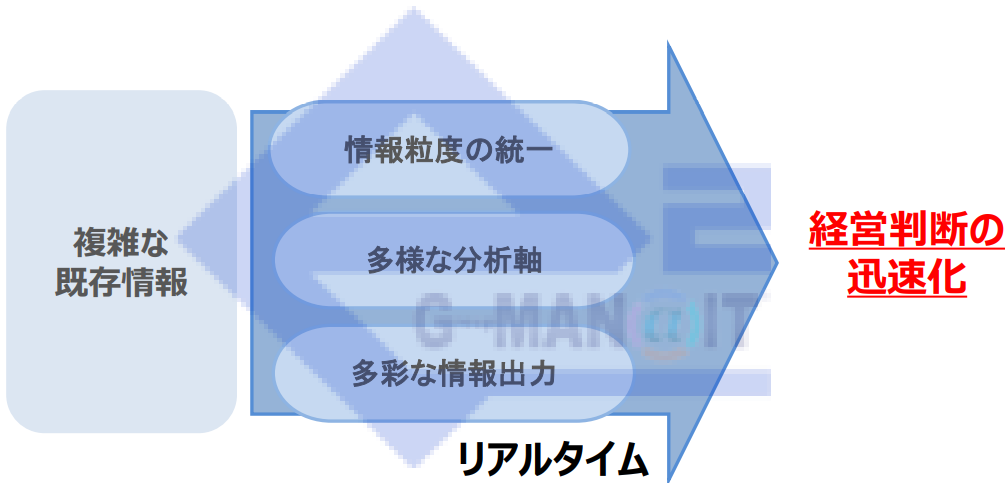 複雑な
既存情報
情報粒度の統一
多様な分析軸
多彩な情報出力
リアルタイム
経営判断の
迅速化